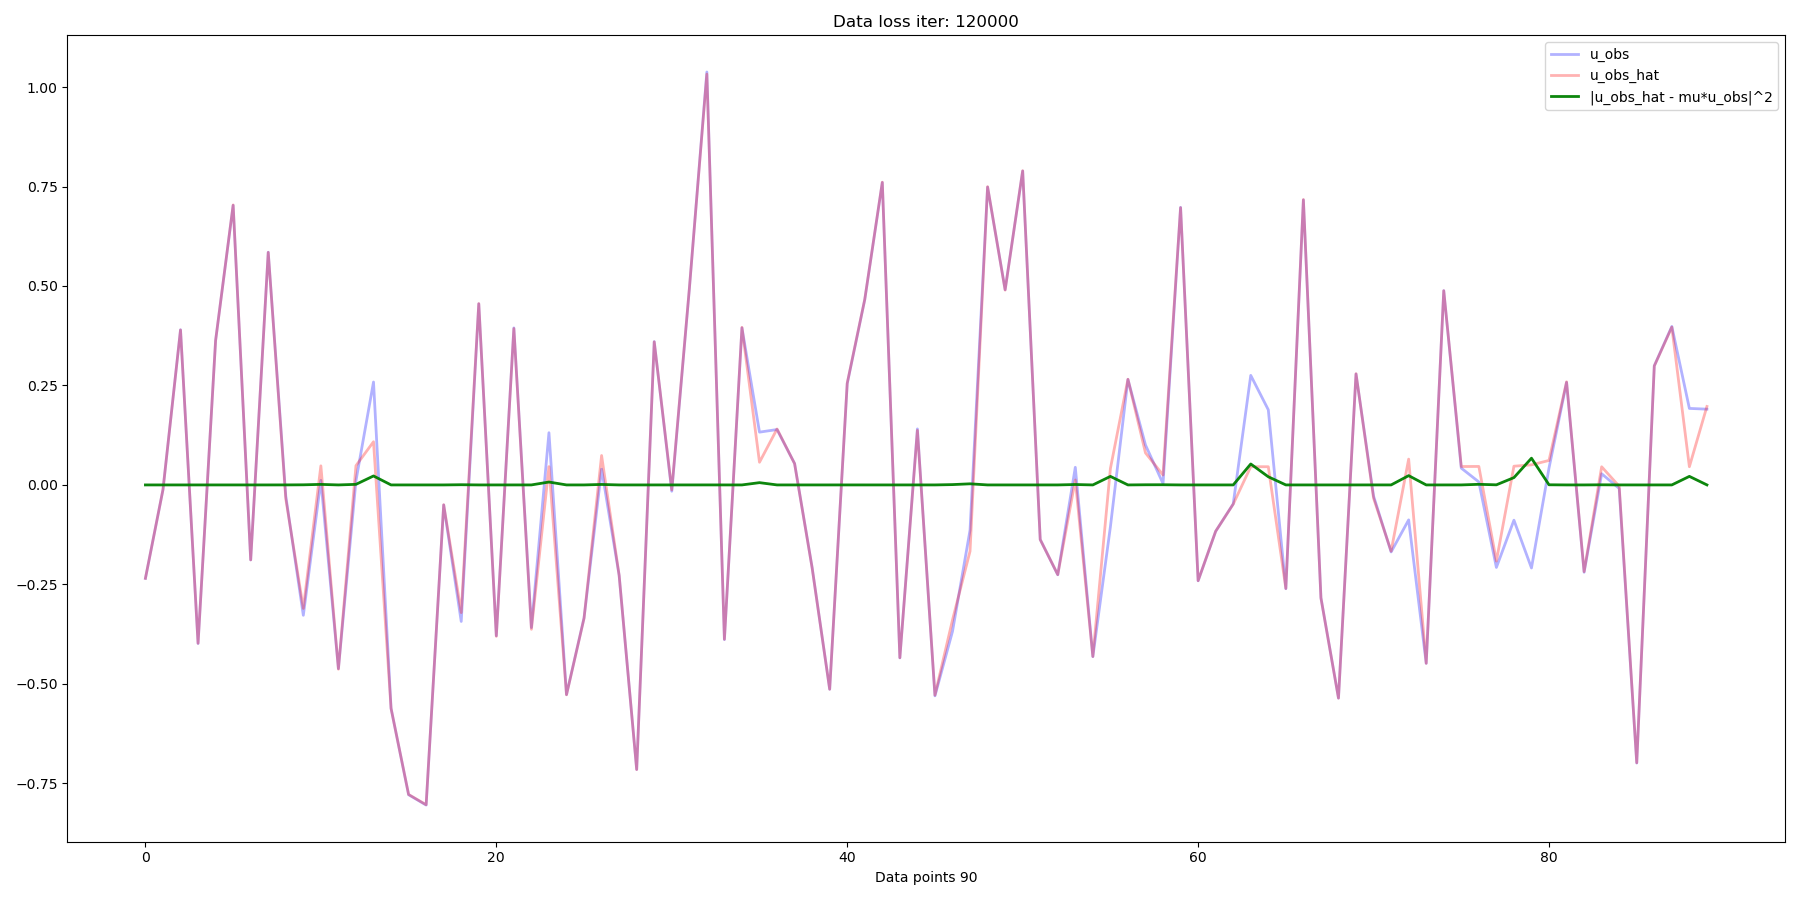 Data loss iter: 120000
u_obs
u_obs_hat
|u_obs_hat - mu*u_obs|^2
1.00
0.75
0.50
0.25
0.00
−0.25
−0.50
−0.75
0 20 40 60 80
Data points 90